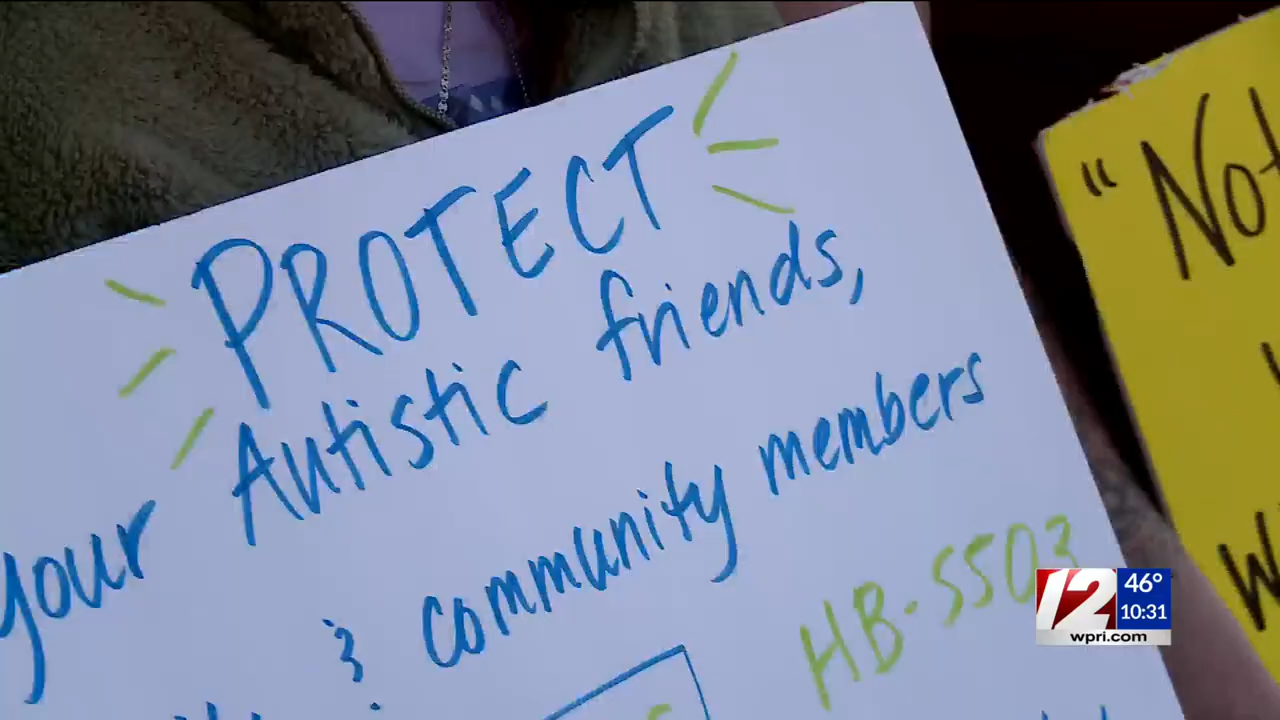 PROTECT
your Autistic friends,
& community members
HB-5503
"Not
12
46°
10:31
wpri.com